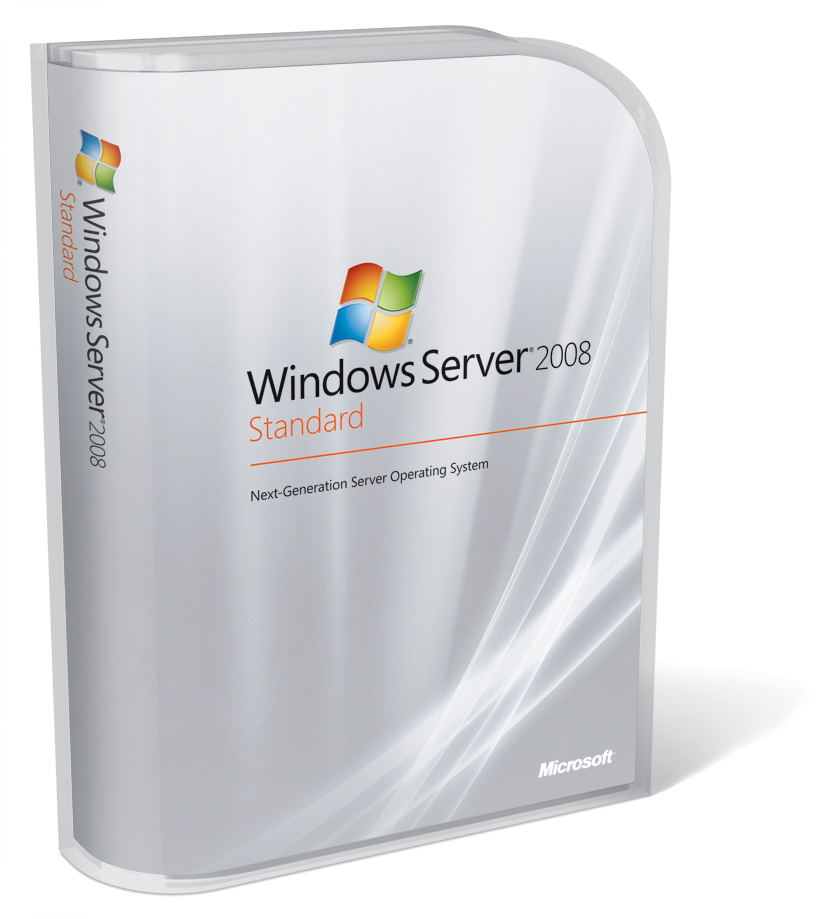 Windows Server® 2008
Standard
Windows Server® 2008
Standard
Next-Generation Server Operating System
Microsoft®